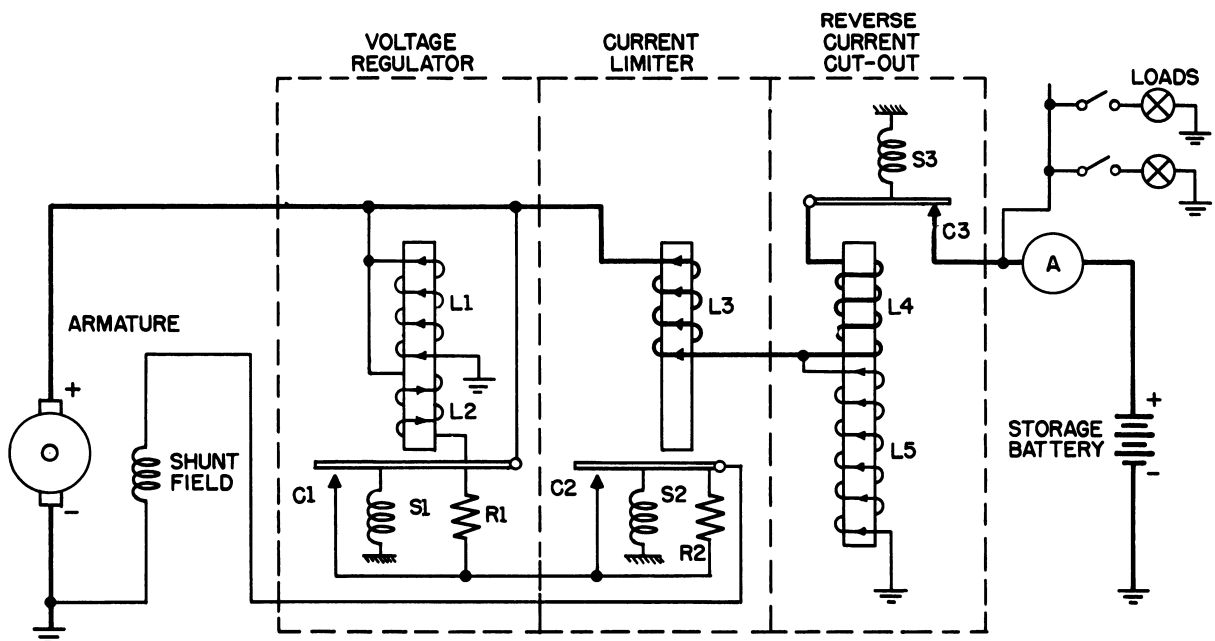 VOLTAGE
REGULATOR
CURRENT
LIMITER
REVERSE
CURRENT
CUT-OUT
LOADS
S3
C3
A
L1
L3
L4
ARMATURE
+
L2
L5
+
STORAGE
BATTERY
-
SHUNT
FIELD
-
C1
S1
R1
C2
S2
R2